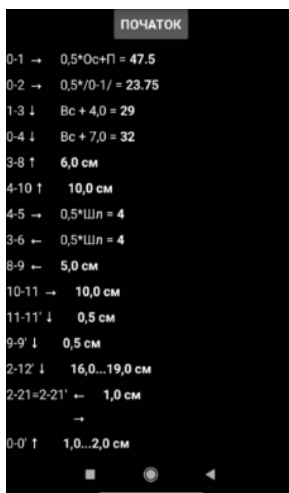 ПОЧАТОК
0-1 → 0,5*Ос+П = 47.5
0-2 → 0,5*/0-1/ = 23.75
1-3 ↓ Вс + 4,0 = 29
0-4 ↓ Вс + 7,0 = 32
3-8 ↑ 6,0 см
4-10 ↑ 10,0 см
4-5 → 0,5*Шл = 4
3-6 ← 0,5*Шл = 4
8-9 ← 5,0 см
10-11 → 10,0 см
11-11' ↓ 0,5 см
9-9' ↓ 0,5 см
2-12' ↓ 16,0...19,0 см
2-21=2-21' ← 1,0 см
→
0-0' ↑ 1,0...2,0 см